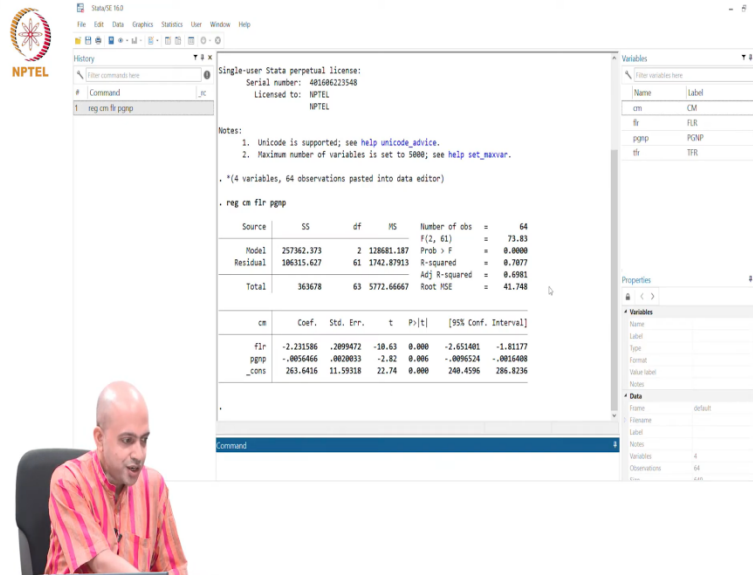 Stata/SE 16.0
File Edit Data Graphics Statistics User Window Help
NPTEL
History
Filter commands here
# Command _rc
1 reg cm flr pgnp
Single-user Stata perpetual license:
Serial number: 401606223548
Licensed to: NPTEL
NPTEL
Notes:
1. Unicode is supported; see help unicode_advice.
2. Maximum number of variables is set to 5000; see help set_maxvar.
. *(4 variables, 64 observations pasted into data editor)
. reg cm flr pgnp
Source SS df MS Number of obs = 64
F(2, 61) = 73.83
Model 257362.373 2 128681.187 Prob > F = 0.0000
Residual 106315.627 61 1742.87913 R-squared = 0.7077
Adj R-squared = 0.6981
Total 363678 63 5772.66667 Root MSE = 41.748
cm Coef. Std. Err. t P>|t| [95% Conf. Interval]
flr -2.231586 .2099472 -10.63 0.000 -2.651401 -1.81177
pgnp -.0056466 .0020033 -2.82 0.006 -.0096524 -.0016408
_cons 263.6416 11.59318 22.74 0.000 240.4596 286.8236
.
Command
Variables
Filter variables here
Name Label
cm CM
flr FLR
pgnp PGNP
tfr TFR
Properties
Variables
Name
Label
Type
Format
Value label
Notes
Data
Frame default
Filename
Label
Notes
Variables 4
Observations 64